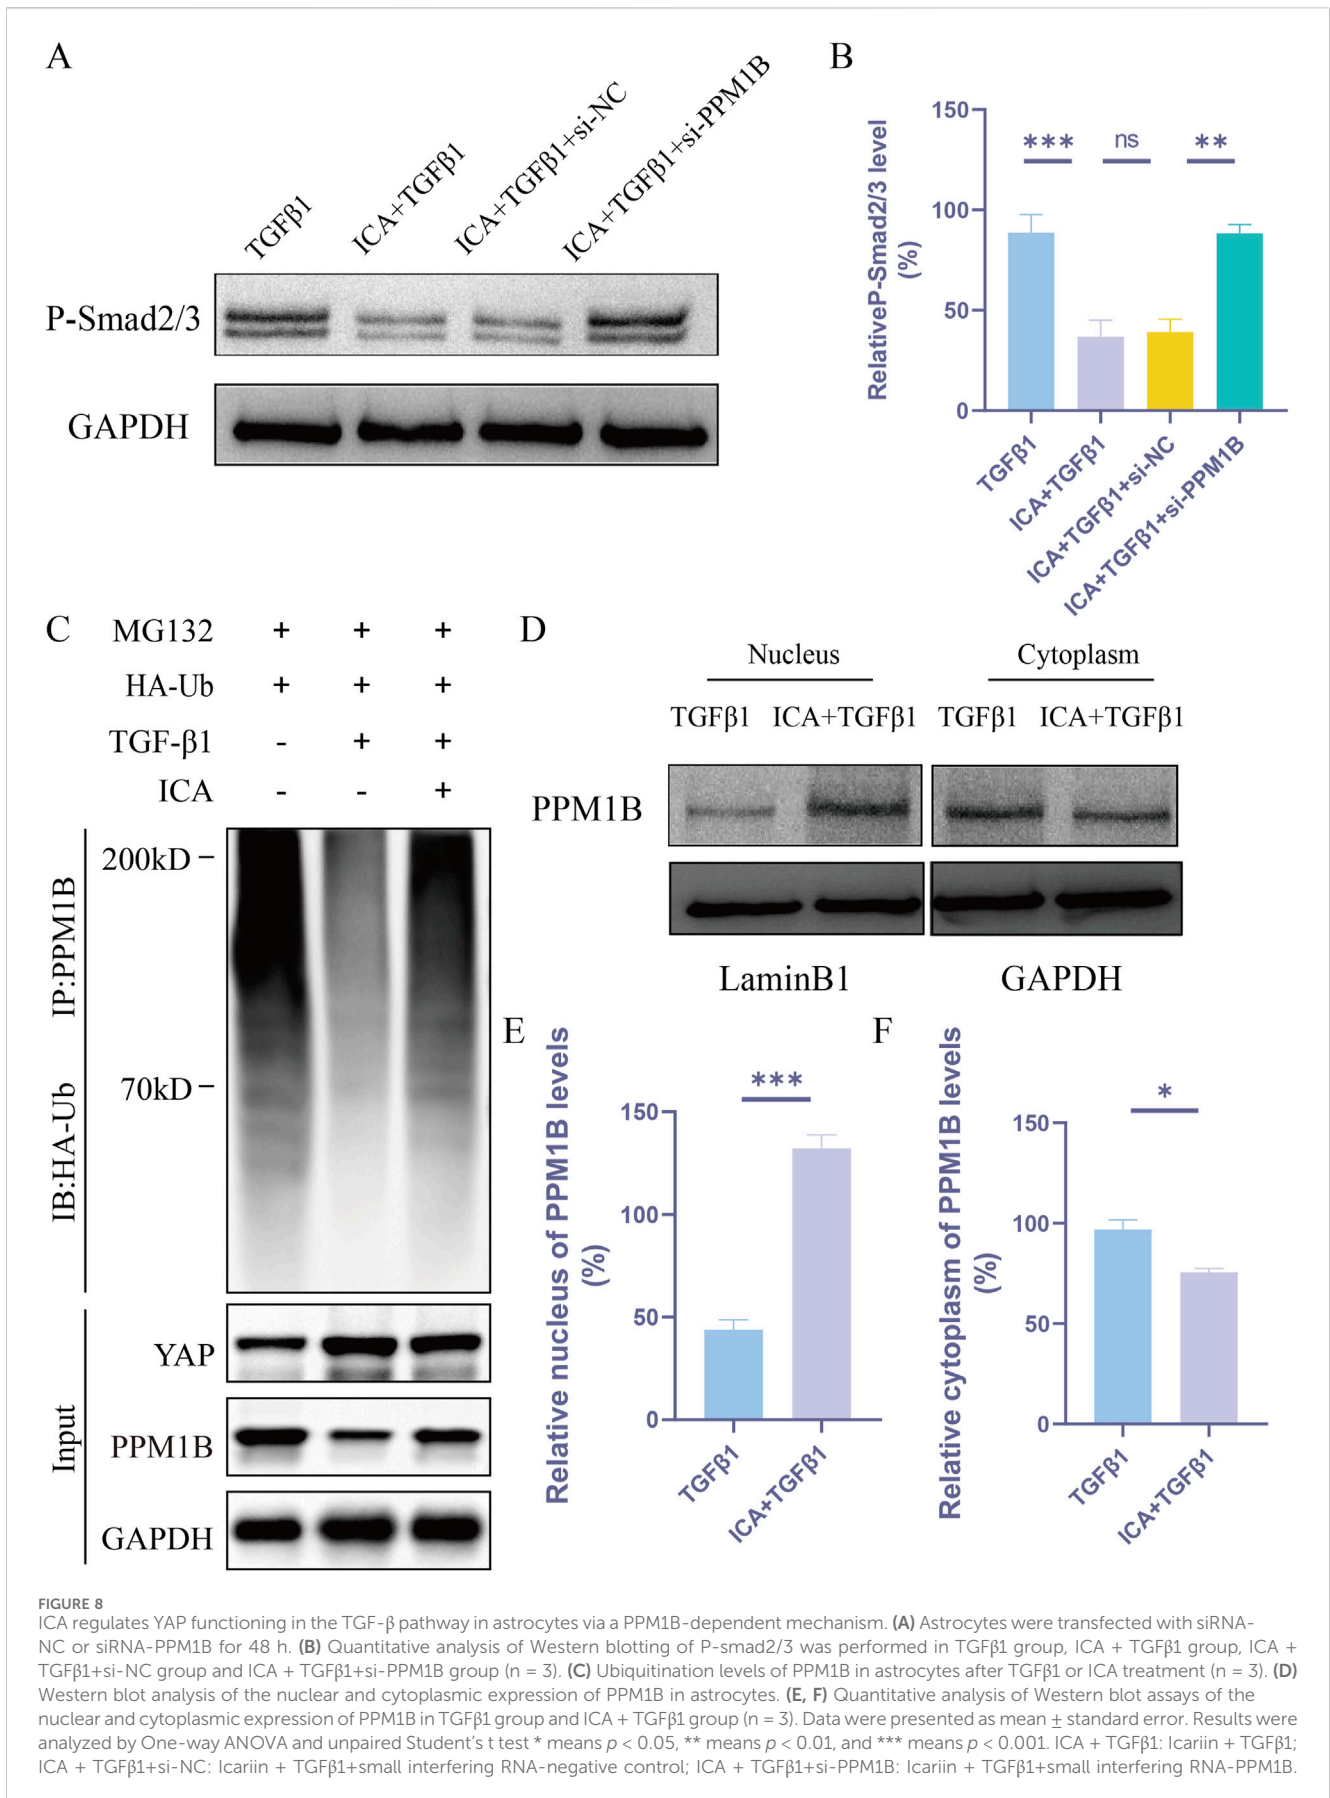 A
TGFβ1
ICA+TGFβ1
ICA+TGFβ1+si-NC
ICA+TGFβ1+si-PPM1B
P-Smad2/3
GAPDH
B
RelativeP-Smad2/3 level
(%)
150
100
50
0
***
ns
**
TGFβ1
ICA+TGFβ1
ICA+TGFβ1+si-NC
ICA+TGFβ1+si-PPM1B
C
MG132 + + +
HA-Ub + + +
TGF-β1 - + +
ICA - - +
IP:PPM1B
IB:HA-Ub
200kD
70kD
Input
YAP
PPM1B
GAPDH
D
Nucleus Cytoplasm
TGFβ1 ICA+TGFβ1 TGFβ1 ICA+TGFβ1
PPM1B
LaminB1 GAPDH
E
Relative nucleus of PPM1B levels
(%)
150
100
50
0
***
TGFβ1
ICA+TGFβ1
F
Relative cytoplasm of PPM1B levels
(%)
150
100
50
0
*
TGFβ1
ICA+TGFβ1
FIGURE 8
ICA regulates YAP functioning in the TGF-β pathway in astrocytes via a PPM1B-dependent mechanism. (A) Astrocytes were transfected with siRNA-
NC or siRNA-PPM1B for 48 h. (B) Quantitative analysis of Western blotting of P-smad2/3 was performed in TGFβ1 group, ICA + TGFβ1 group, ICA +
TGFβ1+si-NC group and ICA + TGFβ1+si-PPM1B group (n = 3). (C) Ubiquitination levels of PPM1B in astrocytes after TGFβ1 or ICA treatment (n = 3). (D)
Western blot analysis of the nuclear and cytoplasmic expression of PPM1B in astrocytes. (E, F) Quantitative analysis of Western blot assays of the
nuclear and cytoplasmic expression of PPM1B in TGFβ1 group and ICA + TGFβ1 group (n = 3). Data were presented as mean ± standard error. Results were
analyzed by One-way ANOVA and unpaired Student's t test * means p < 0.05, ** means p < 0.01, and *** means p < 0.001. ICA + TGFβ1: Icariin + TGFβ1;
ICA + TGFβ1+si-NC: Icariin + TGFβ1+small interfering RNA-negative control; ICA + TGFβ1+si-PPM1B: Icariin + TGFβ1+small interfering RNA-PPM1B.